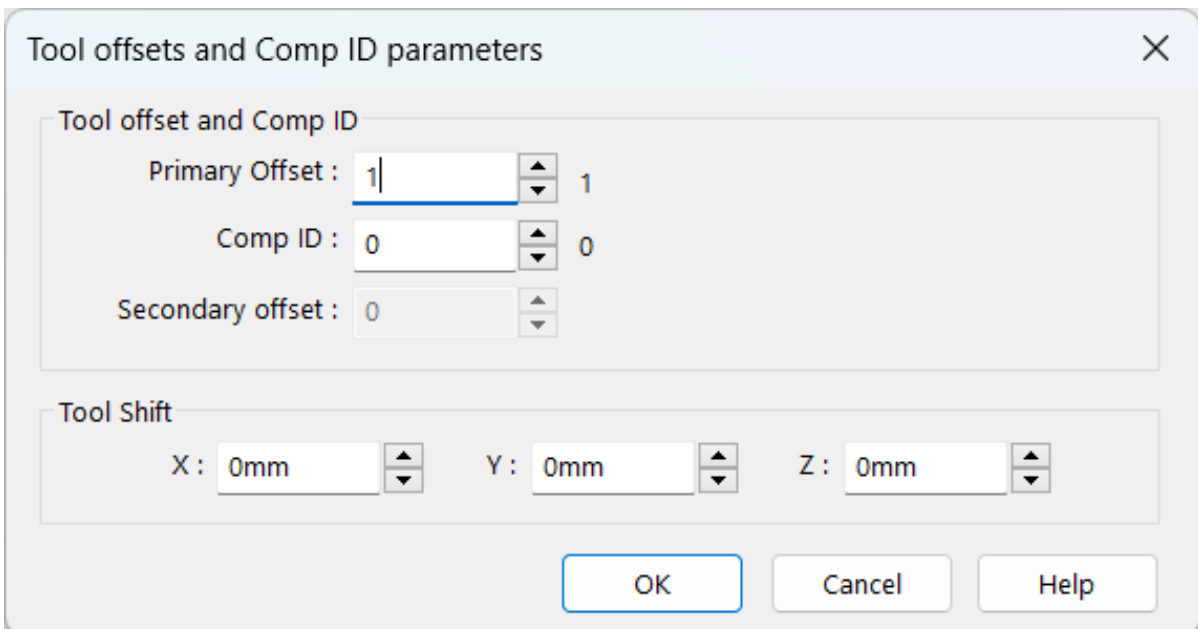 Tool offsets and Comp ID parameters
Tool offset and Comp ID
Primary Offset : 1 1
Comp ID : 0 0
Secondary offset : 0
Tool Shift
X : 0mm Y : 0mm Z : 0mm
OK Cancel Help